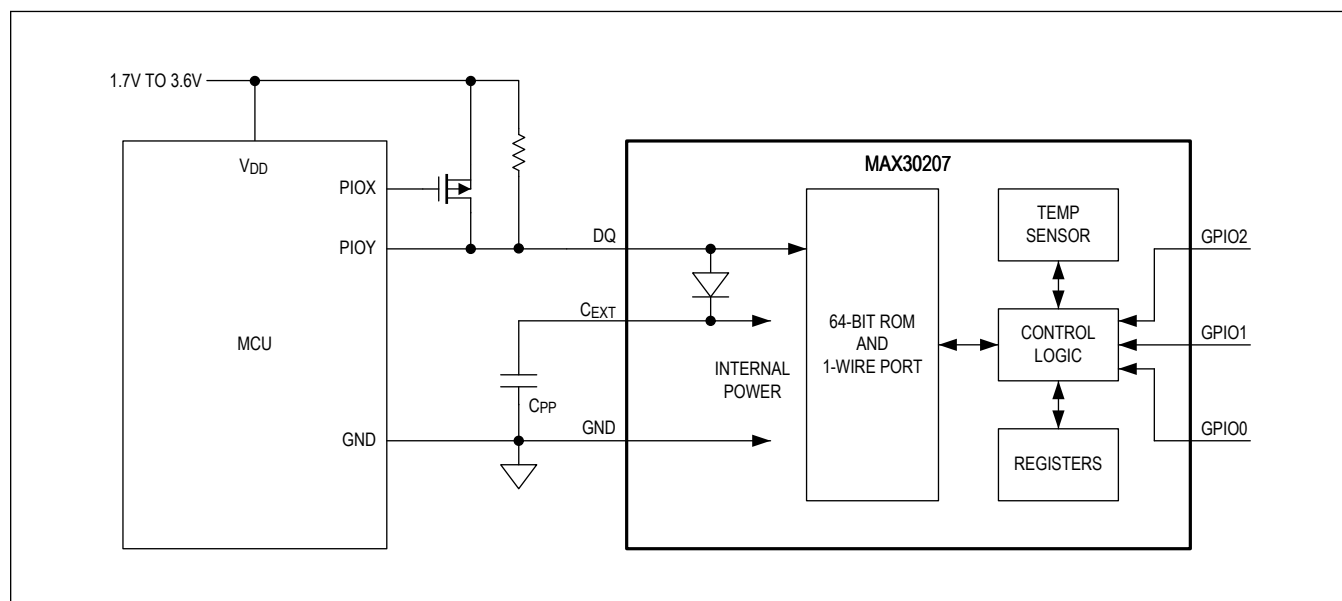 1.7V TO 3.6V
VDD
PIOX
PIOY
MCU
GND
CEXT
CPP
DQ
GND
MAX30207
INTERNAL
POWER
64-BIT ROM
AND
1-WIRE PORT
TEMP
SENSOR
CONTROL
LOGIC
REGISTERS
GPIO2
GPIO1
GPIO0